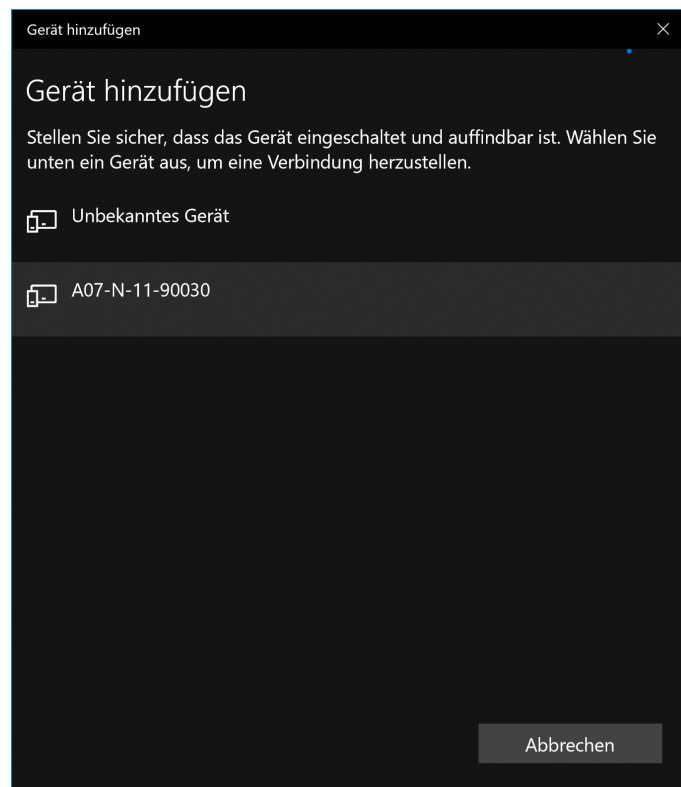 Gerät hinzufügen
Gerät hinzufügen
Stellen Sie sicher, dass das Gerät eingeschaltet und auffindbar ist. Wählen Sie
unten ein Gerät aus, um eine Verbindung herzustellen.
Unbekanntes Gerät
A07-N-11-90030
Abbrechen